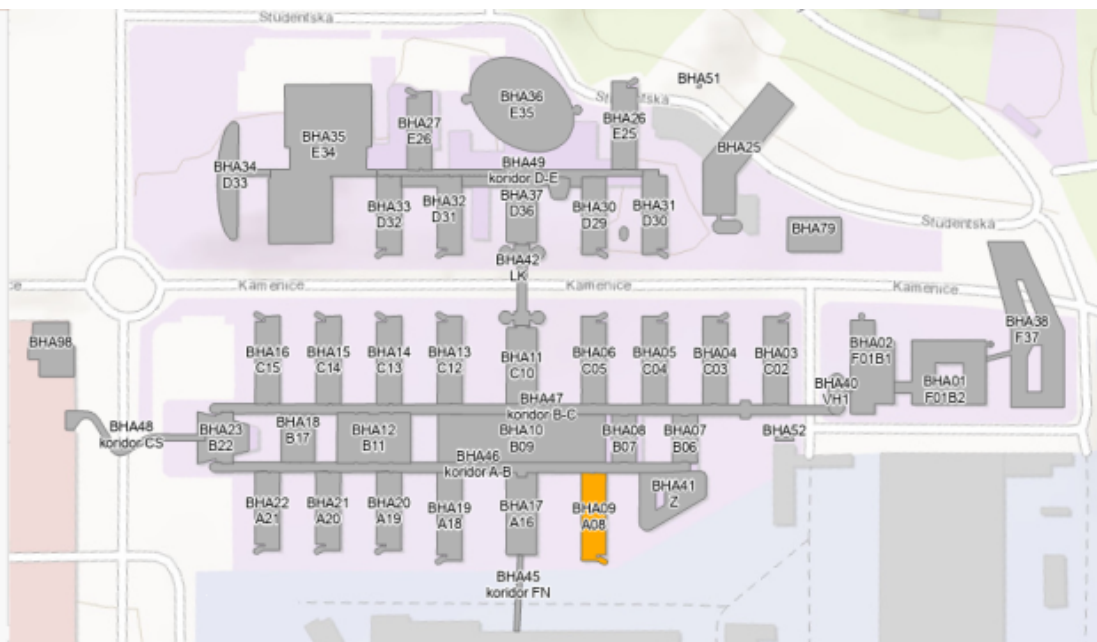 Studentska
BHA51
BHA36
E35
BHA27
E26
Studentska
BHA26
E25
BHA35
E34
BHA25
BHA34
D33
BHA49
koridor D-E
BHA33
D32
BHA32
D31
BHA37
D36
BHA30
D29
BHA31
D30
BHA79
Studentska
BHA42
LK
ce
Kamenice
Kamenice
Kamenice
BHA98
BHA16
C15
BHA15
C14
BHA14
C13
BHA13
C12
BHA11
C10
BHA06
C05
BHA05
C04
BHA04
C03
BHA03
C02
BHA02
F01B1
BHA38
F37
BHA40
VH1
BHA01
F01B2
BHA47
koridor B-C
BHA48
koridor CS
BHA23
B22
BHA18
B17
BHA12
B11
BHA10
B09
BHA08
B07
BHA07
B06
BHA52
BHA46
koridor A-B
BHA41
Z
BHA22
A21
BHA21
A20
BHA20
A19
BHA19
A18
BHA17
A16
BHA09
A08
BHA45
koridor FN